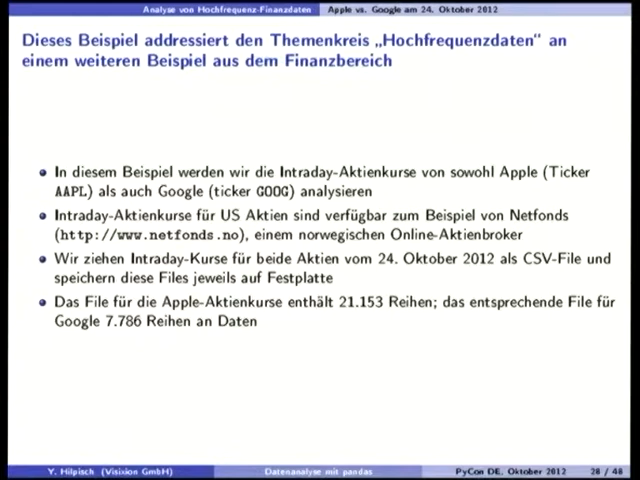 Analyse von Hochfrequenz-Finanzdaten Apple vs. Google am 24. Oktober 2012
Dieses Beispiel addressiert den Themenkreis „Hochfrequenzdaten“ an
einem weiteren Beispiel aus dem Finanzbereich
In diesem Beispiel werden wir die Intraday-Aktienkurse von sowohl Apple (Ticker
AAPL) als auch Google (ticker GOOG) analysieren
Intraday-Aktienkurse für US Aktien sind verfügbar zum Beispiel von Netfonds
(http://www.netfonds.no), einem norwegischen Online-Aktienbroker
Wir ziehen Intraday-Kurse für beide Aktien vom 24. Oktober 2012 als CSV-File und
speichern diese Files jeweils auf Festplatte
Das File für die Apple-Aktienkurse enthält 21.153 Reihen; das entsprechende File für
Google 7.786 Reihen an Daten
Y. Hilpisch (Visixion GmbH) Datenanalyse mit pandas PyCon DE, Oktober 2012 28 / 48